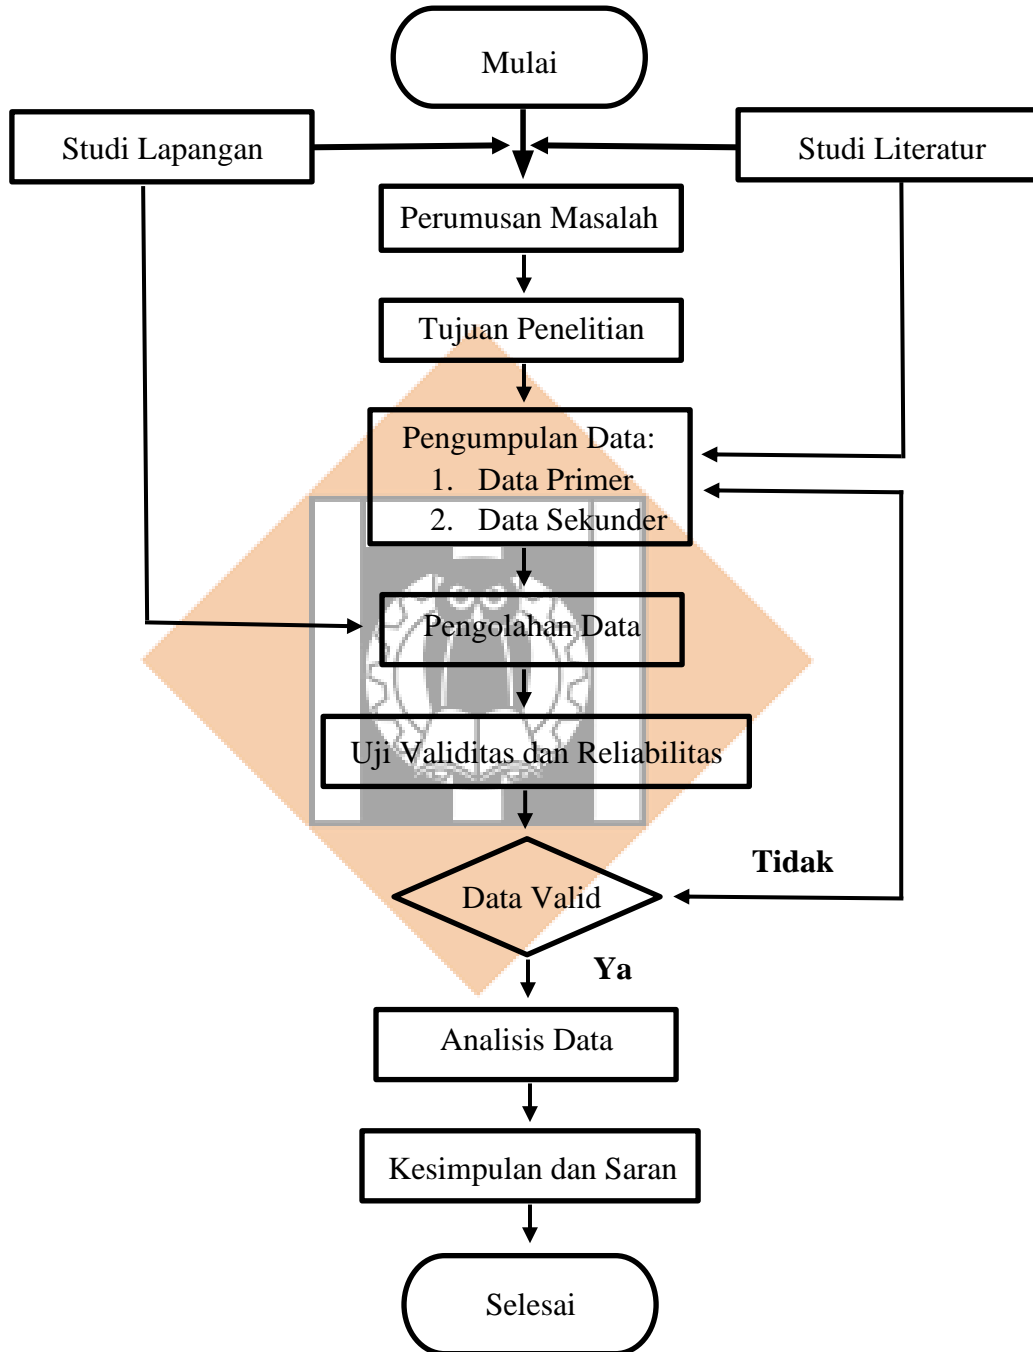 Mulai
Studi Lapangan
Studi Literatur
Perumusan Masalah
Tujuan Penelitian
Pengumpulan Data:
1. Data Primer
2. Data Sekunder
Pengolahan Data
Uji Validitas dan Reliabilitas
Tidak
Data Valid
Ya
Analisis Data
Kesimpulan dan Saran
Selesai